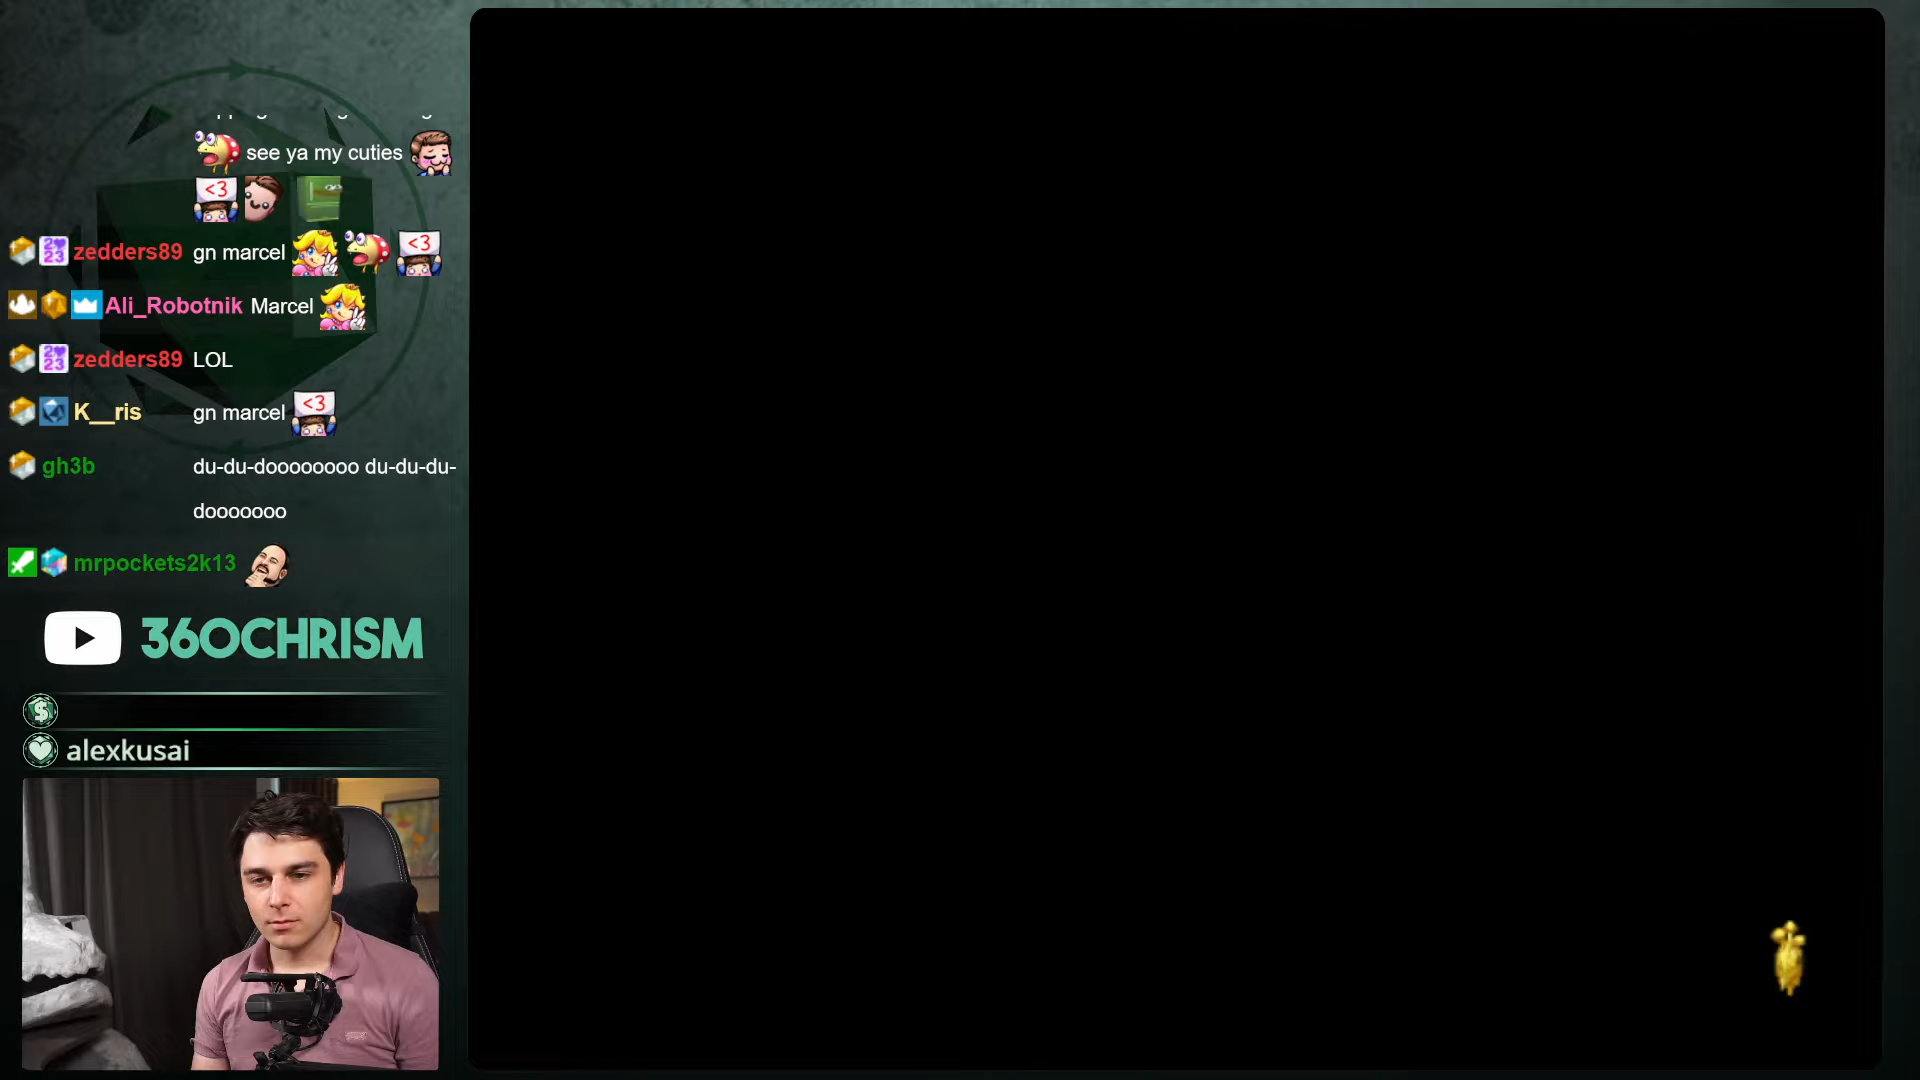 see ya my cuties
<3
zedders89 gn marcel <3
Ali_Robotnik Marcel
zedders89 LOL
K__ris gn marcel <3
gh3b du-du-doooooooo du-du-du-
dooooooo
mrpockets2k13
360CHRISM
$
alexkusai